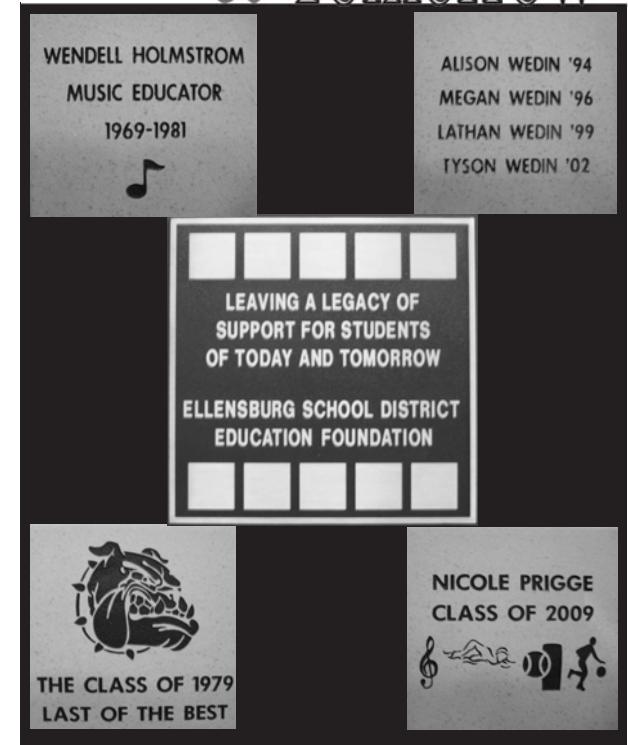 WENDELL HOLMSTROM
MUSIC EDUCATOR
1969-1981
ALISON WEDIN '94
MEGAN WEDIN '96
LATHAN WEDIN '99
TYSON WEDIN '02
LEAVING A LEGACY OF
SUPPORT FOR STUDENTS
OF TODAY AND TOMORROW
ELLENSBURG SCHOOL DISTRICT
EDUCATION FOUNDATION
THE CLASS OF 1979
LAST OF THE BEST
NICOLE PRIGGE
CLASS OF 2009